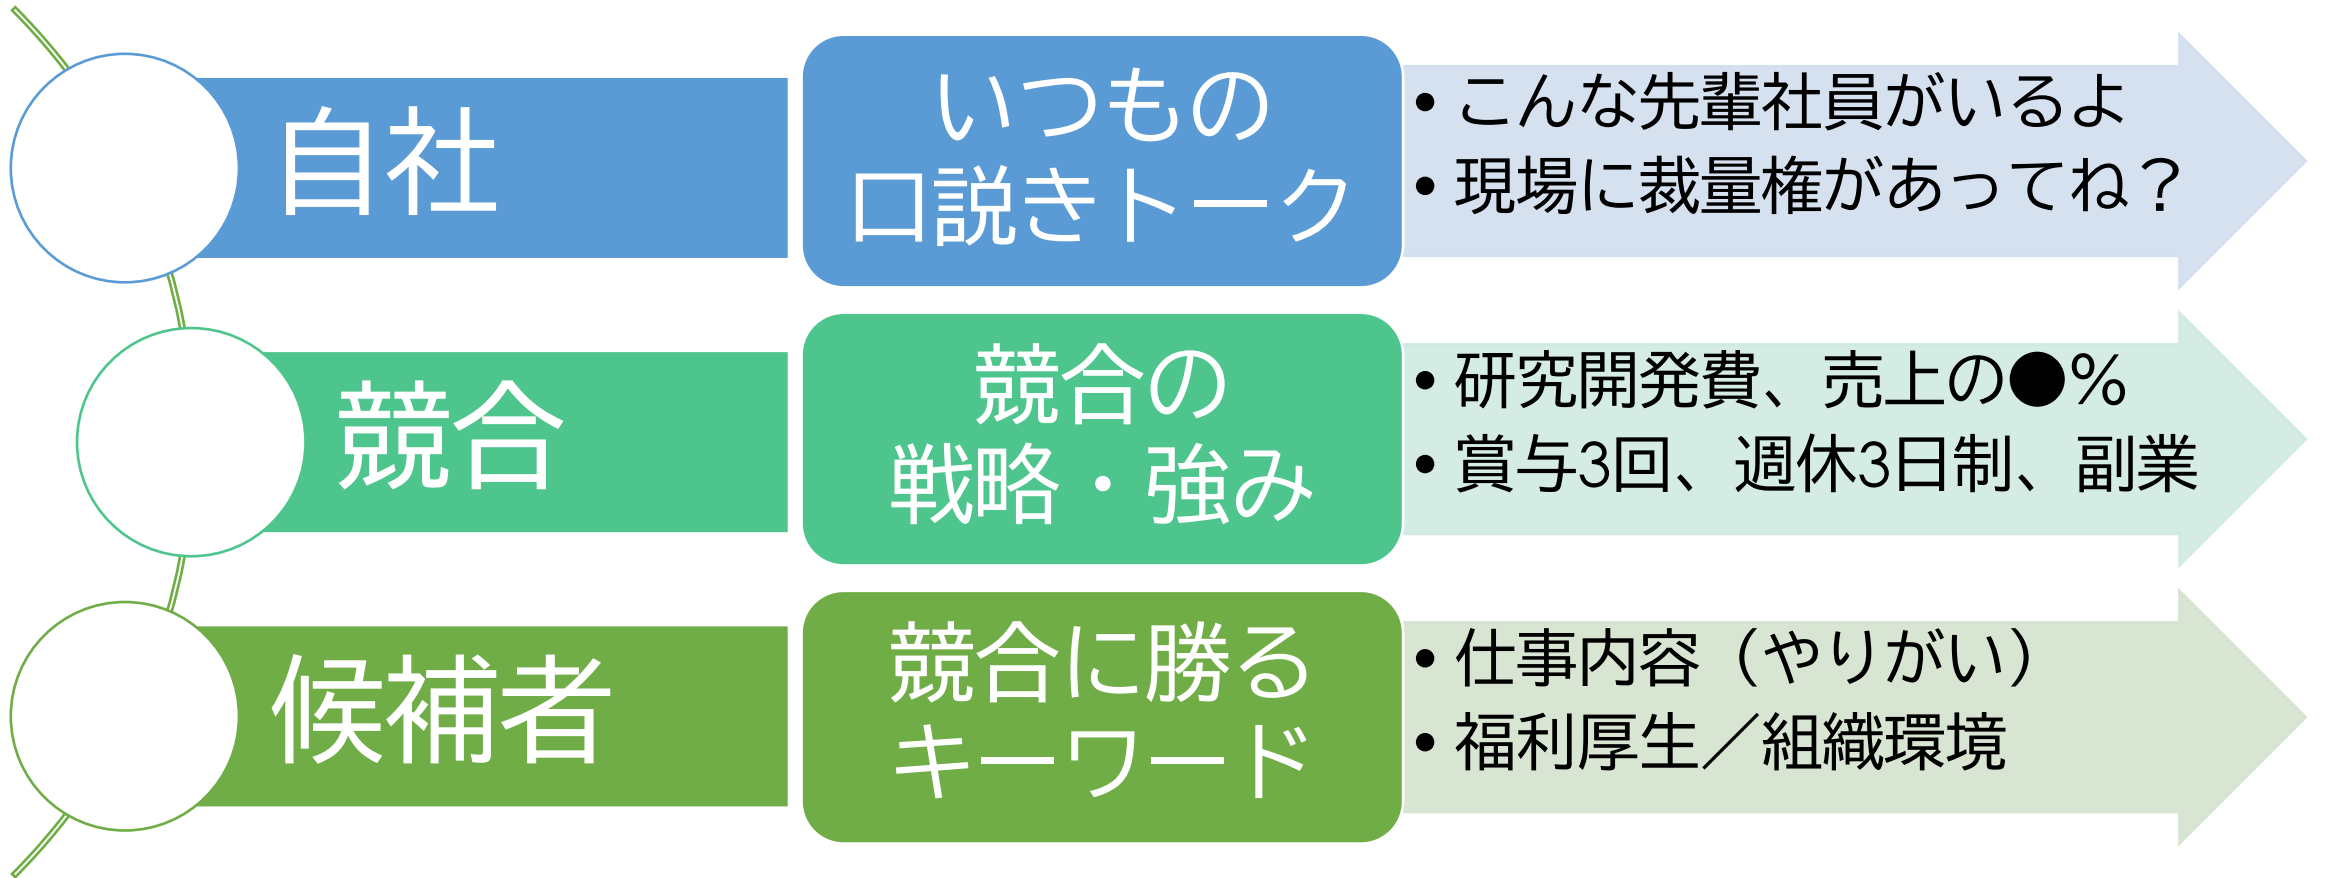 自社
いつもの
口説きトーク
• こんな先輩社員がいるよ
• 現場に裁量権があってね？
競合
競合の
戦略・強み
• 研究開発費、売上の●%
• 賞与3回、週休3日制、副業
候補者
競合に勝る
キーワード
• 仕事内容（やりがい）
• 福利厚生／組織環境